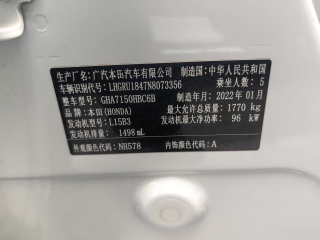 生产厂名：广汽本田汽车有限公司 制造国：中华人民共和国
车辆识别代号：LHGRU1847N8073356 乘坐人数：5
整车型号：GHA7150HBC6B 制造年月：2022年01月
品牌：本田(HONDA) 最大允许总质量：1770 kg
发动机型号：L15B3 发动机最大净功率：96 kW
发动机排量：1498mL
外观颜色代码：NH578 内饰颜色代码：A